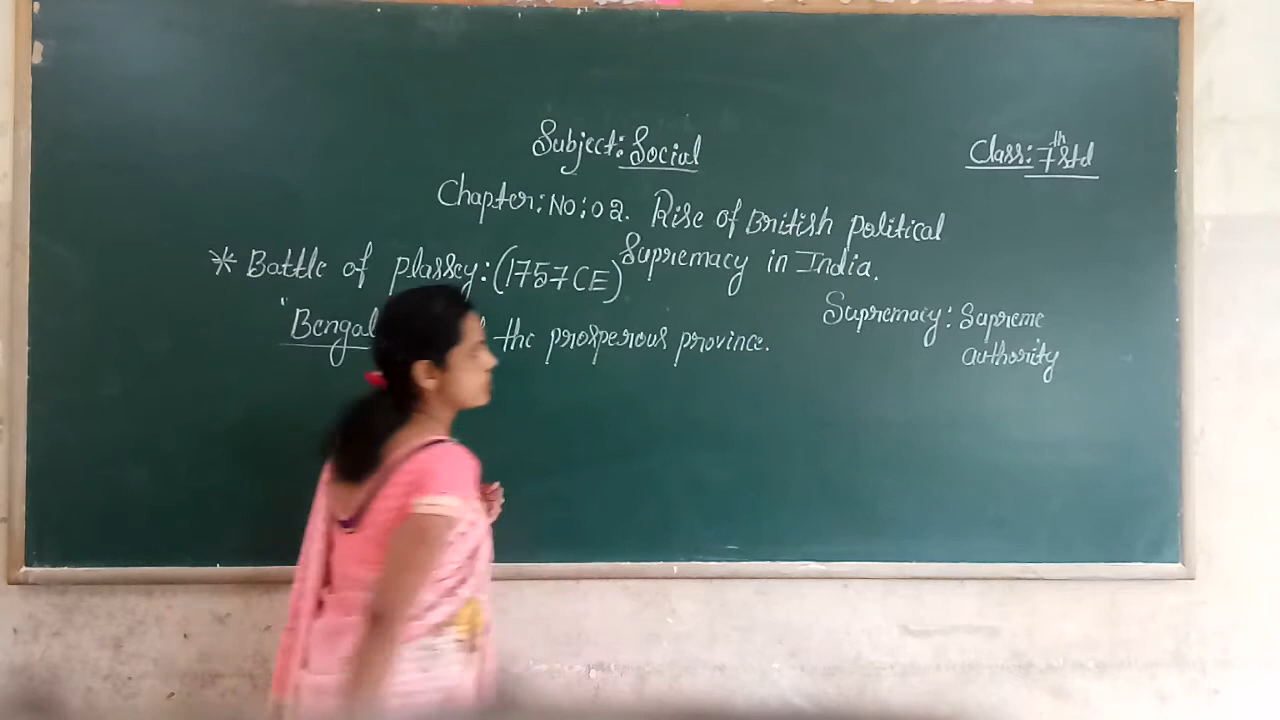 Subject: Social
Class: 7th Std
Chapter: No: 02. Rise of British political
Supremacy in India.
* Battle of plassey: (1757 CE)
"Bengal the prosperous province.
Supremacy: Supreme
authority